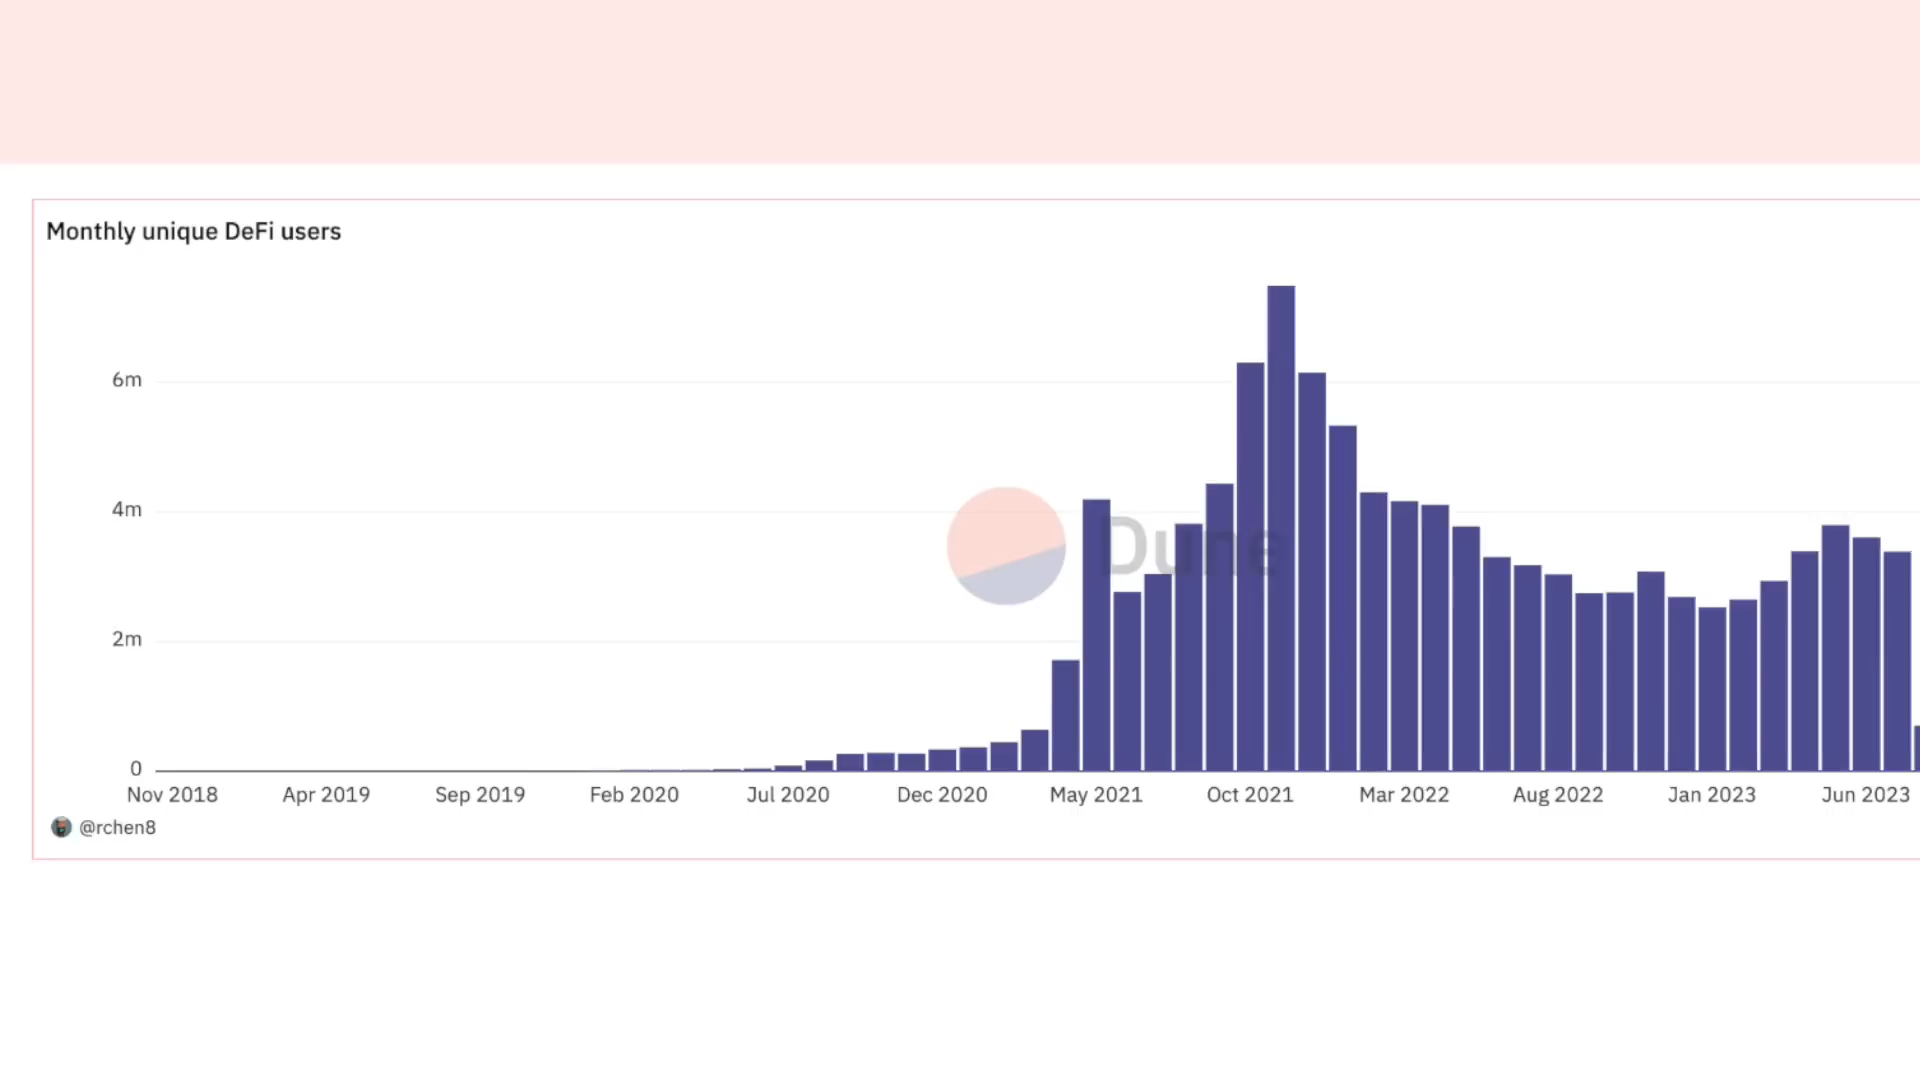 Monthly unique DeFi users
6m
4m
Dune
2m
0
Nov 2018 Apr 2019 Sep 2019 Feb 2020 Jul 2020 Dec 2020 May 2021 Oct 2021 Mar 2022 Aug 2022 Jan 2023 Jun 2023
@rchen8